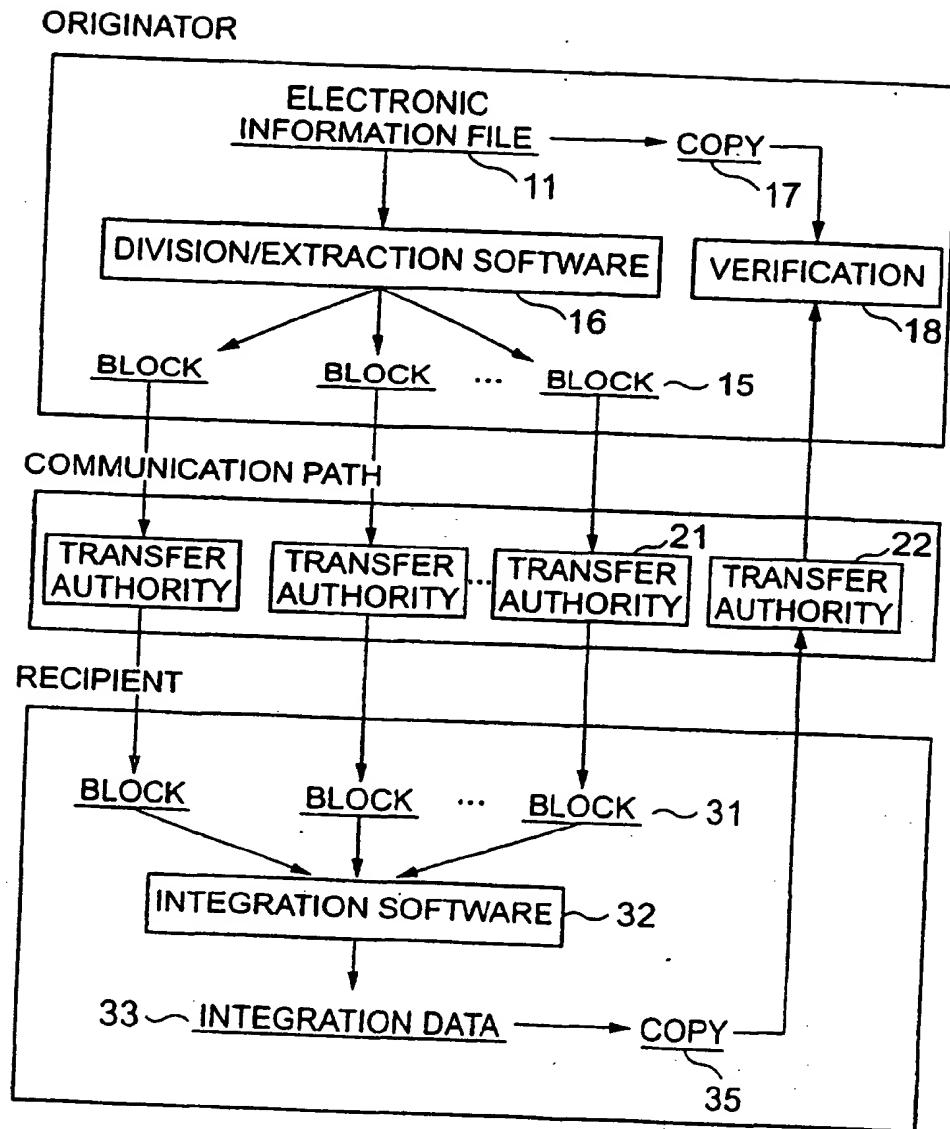 ORIGINATOR
ELECTRONIC
INFORMATION FILE
11
COPY
17
DIVISION/EXTRACTION SOFTWARE
16
VERIFICATION
18
BLOCK
BLOCK
...
BLOCK
15
COMMUNICATION PATH
TRANSFER
AUTHORITY
TRANSFER
AUTHORITY
...
21
TRANSFER
AUTHORITY
22
TRANSFER
AUTHORITY
RECIPIENT
BLOCK
BLOCK
...
BLOCK
31
INTEGRATION SOFTWARE
32
33
INTEGRATION DATA
COPY
35